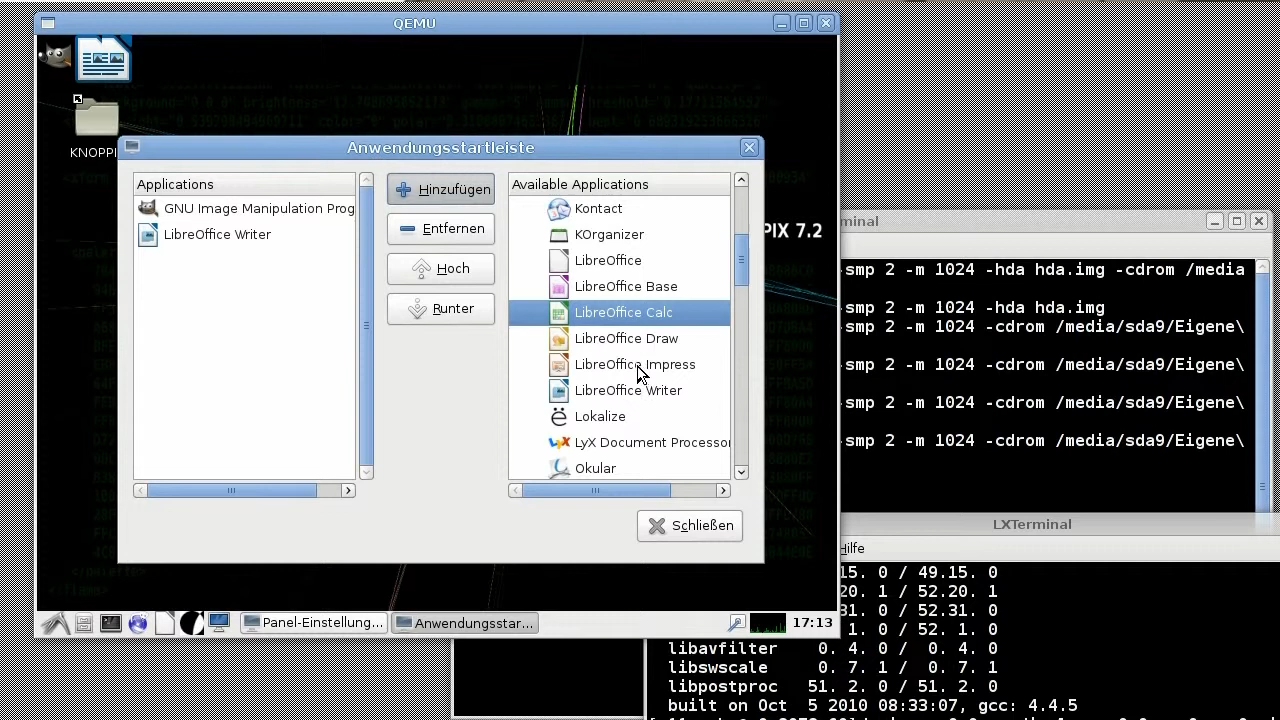 QEMU
KNOPPI
Anwendungsstartleiste
Applications
GNU Image Manipulation Prog
LibreOffice Writer
Hinzufügen
Entfernen
Hoch
Runter
Available Applications
Kontact
KOrganizer
LibreOffice
LibreOffice Base
LibreOffice Calc
LibreOffice Draw
LibreOffice Impress
LibreOffice Writer
Lokalize
LyX Document Processor
Okular
Schließen
PIX 7.2
minal
smp 2 -m 1024 -hda hda.img -cdrom /media
smp 2 -m 1024 -hda hda.img
smp 2 -m 1024 -cdrom /media/sda9/Eigene\
smp 2 -m 1024 -cdrom /media/sda9/Eigene\
smp 2 -m 1024 -cdrom /media/sda9/Eigene\
smp 2 -m 1024 -cdrom /media/sda9/Eigene\
LXTerminal
Hilfe
15. 0 / 49.15. 0
20. 1 / 52.20. 1
31. 0 / 52.31. 0
1. 0 / 52. 1. 0
libavfilter 0. 4. 0 / 0. 4. 0
libswscale 0. 7. 1 / 0. 7. 1
libpostproc 51. 2. 0 / 51. 2. 0
built on Oct 5 2010 08:33:07, gcc: 4.4.5
Panel-Einstellung...
Anwendungsstar...
17:13